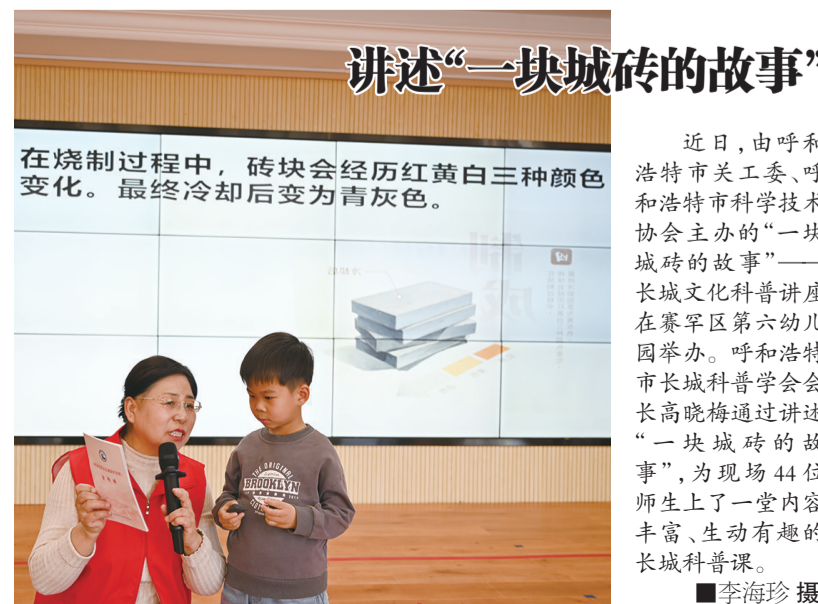 讲述“一块城砖的故事”
在烧制过程中，砖块会经历红黄白三种颜色
变化。最终冷却后变为青灰色。
制
成
THE ORIGINAL
BROOKLYN
近日,由呼和
浩特市关工委、呼
和浩特市科学技术
协会主办的“一块
城砖的故事”——
长城文化科普讲座
在赛罕区第六幼儿
园举办。呼和浩特
市长城科普学会会
长高晓梅通过讲述
“一块城砖的故
事”,为现场44位
师生上了一堂内容
丰富、生动有趣的
长城科普课。
■李海珍 摄